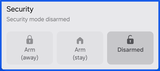 Security
Security mode disarmed
Arm
(away)
Arm
(stay)
Disarmed